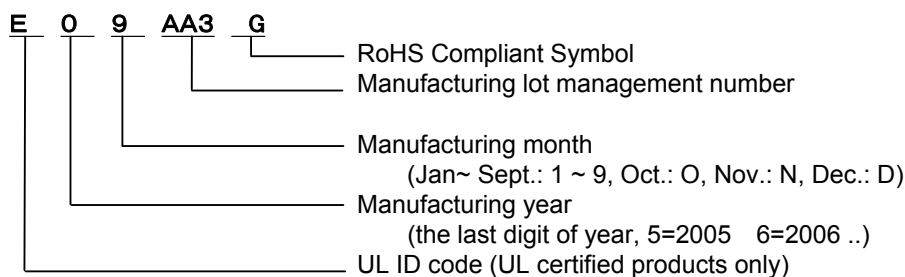 E 0 9 AA3 G
RoHS Compliant Symbol
Manufacturing lot management number
Manufacturing month
(Jan~ Sept.: 1 ~ 9, Oct.: O, Nov.: N, Dec.: D)
Manufacturing year
(the last digit of year, 5=2005 6=2006 ..)
UL ID code (UL certified products only)